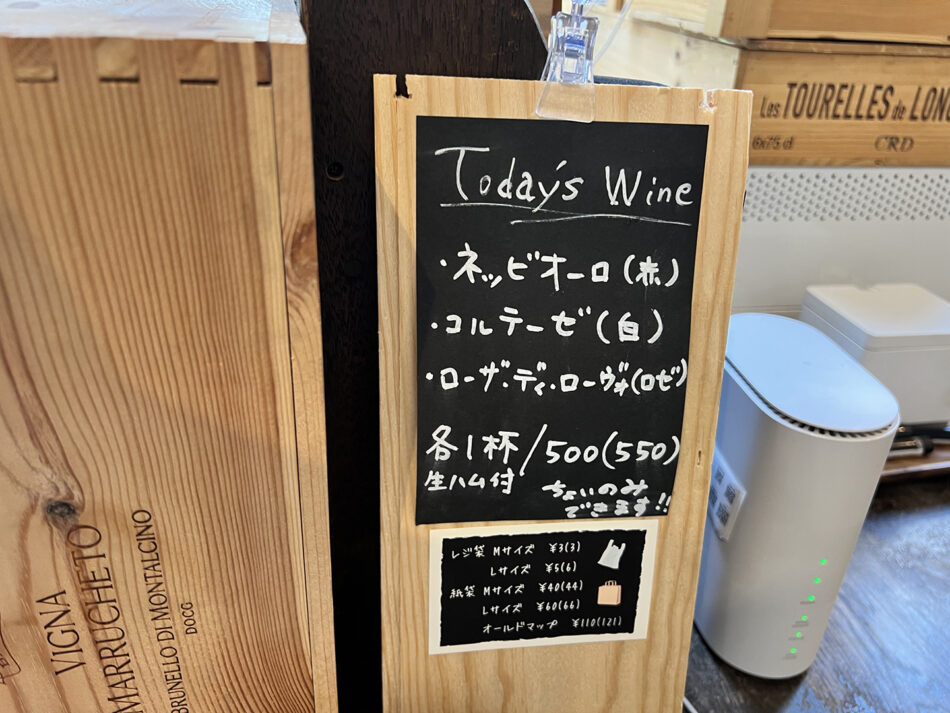 Today's Wine
・ネッビオーロ(赤)
・コルテーゼ(白)
・ローザ・ディ・ローヴォ(ロゼ)
各1杯/500(550)
生ハム付
ちょいのみ
できます!!
レジ袋 Mサイズ ¥3(3)
Lサイズ ¥5(6)
紙袋 Mサイズ ¥40(44)
Lサイズ ¥60(66)
オールドマップ ¥110(121)
VIGNA
MARRUCHETO
BRUNELLO DI MONTALCINO
DOCG
Les TOURELLES de LONG
6x75 cl CRD